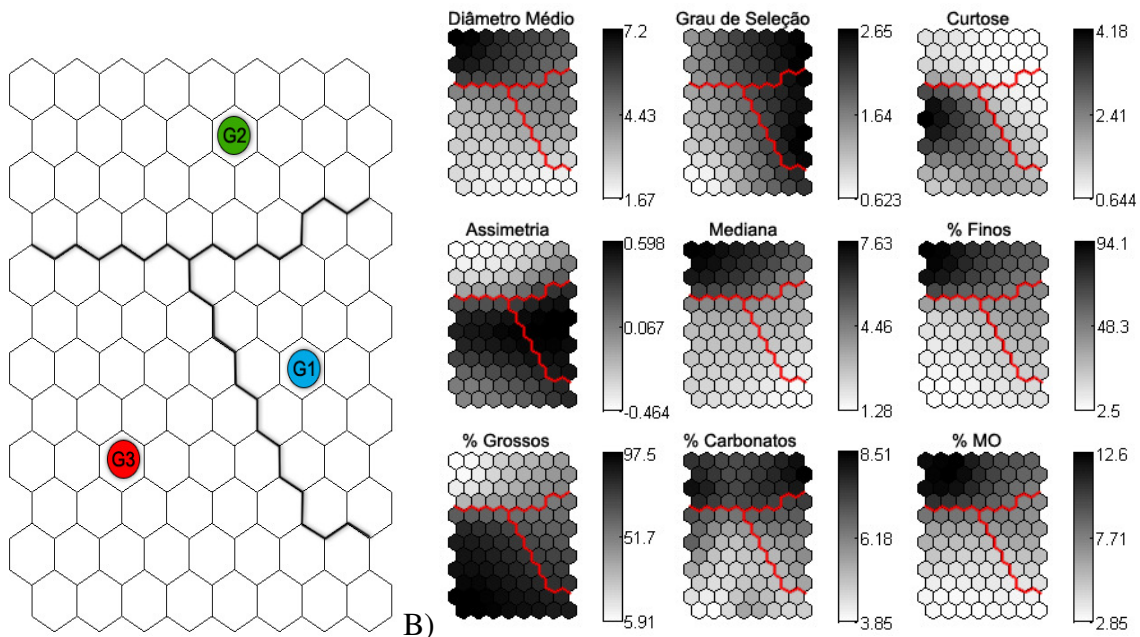 G2
G1
G3
B)
Diâmetro Médio
7.2
4.43
1.67
Grau de Seleção
2.65
1.64
0.623
Curtose
4.18
2.41
0.644
Assimetria
0.598
0.067
-0.464
Mediana
7.63
4.46
1.28
% Finos
94.1
48.3
2.5
% Grossos
97.5
51.7
5.91
% Carbonatos
8.51
6.18
3.85
% MO
12.6
7.71
2.85